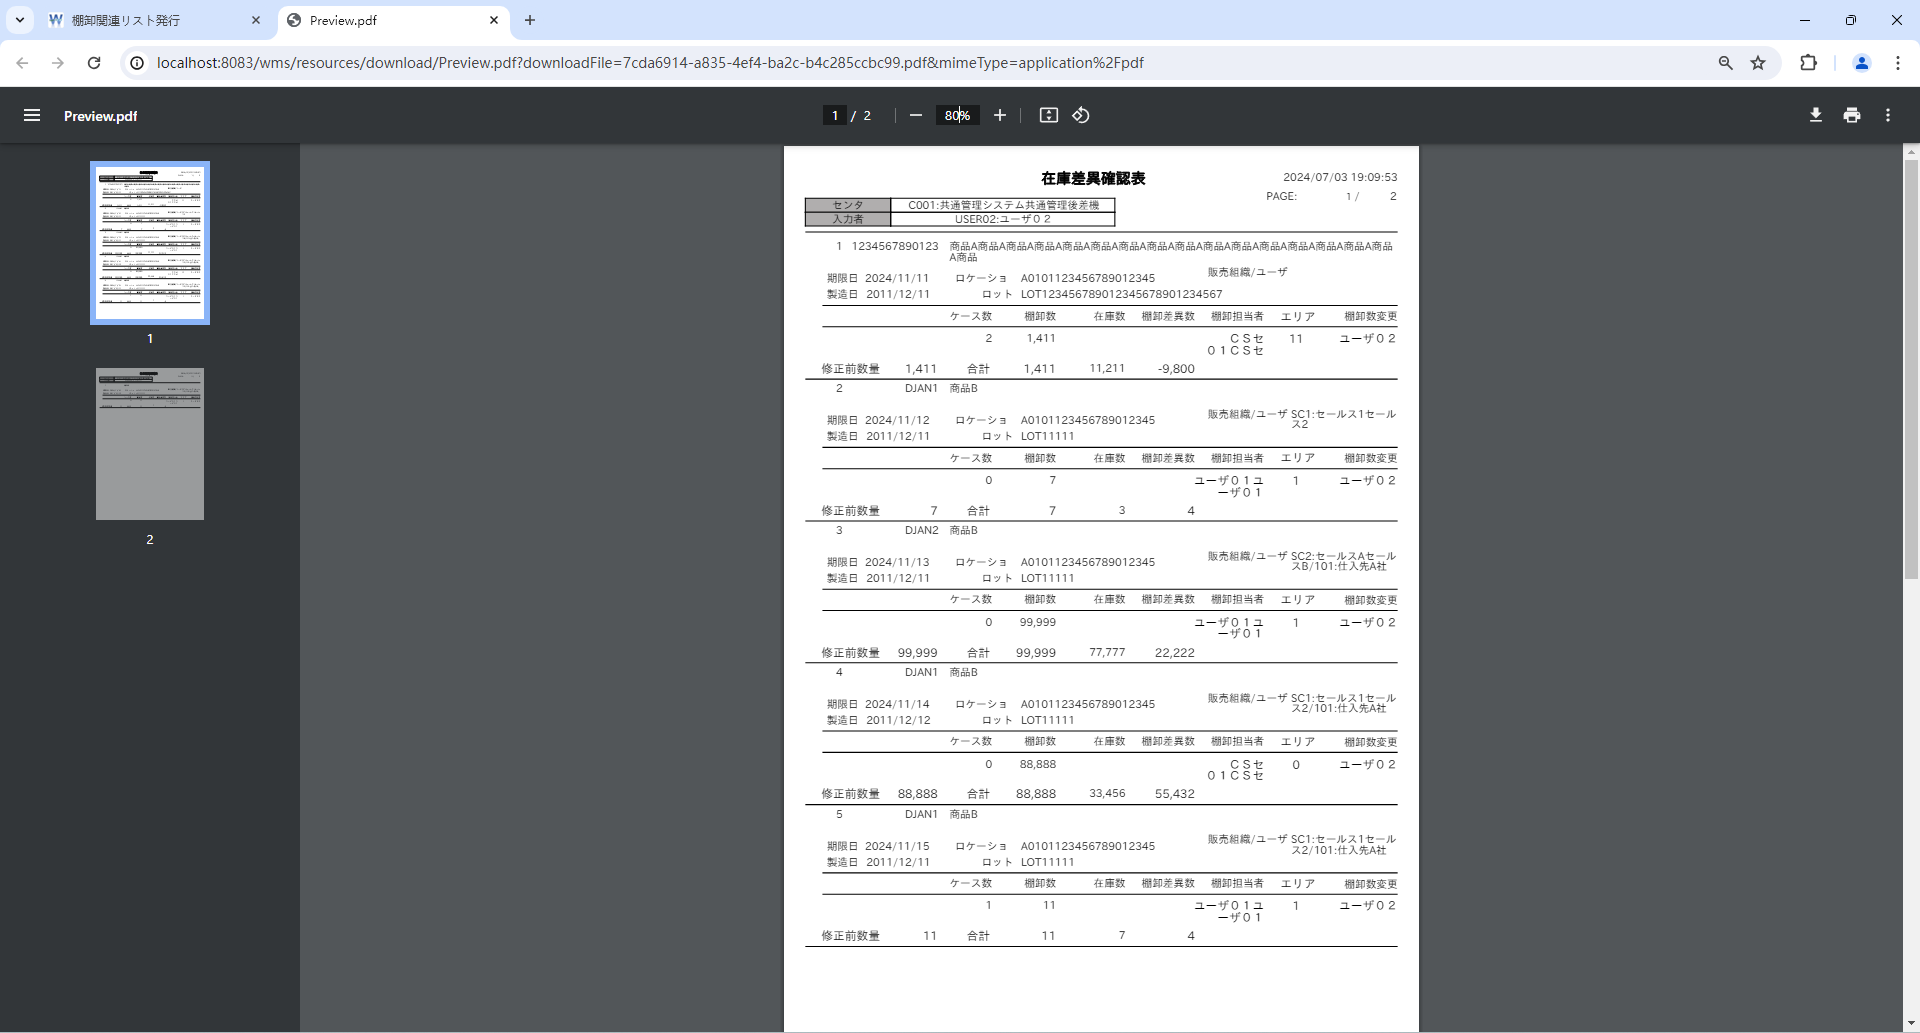 棚卸関連リスト発行
Preview.pdf
localhost:8083/wms/resources/download/Preview.pdf?downloadFile=7cda6914-a835-4ef4-ba2c-b4c285ccbc99.pdf&mimeType=application%2Fpdf
Preview.pdf
1 / 2
80%
1
2
在庫差異確認表
2024/07/03 19:09:53
PAGE: 1 / 2
センタ C001:共通管理システム共通管理後差機
入力者 USER02:ユーザ０２
1 1234567890123 商品A商品A商品A商品A商品A商品A商品A商品A商品A商品A商品A商品A商品A商品A商品A商品
A商品
販売組織/ユーザ
期限日 2024/11/11 ロケーショ A0101123456789012345
製造日 2011/12/11 ロット LOT123456789012345678901234567
ケース数 棚卸数 在庫数 棚卸差異数 棚卸担当者 エリア 棚卸数変更
2 1,411 ＣＳセ 11 ユーザ０２
０１ＣＳセ
修正前数量 1,411 合計 1,411 11,211 -9,800
2 DJAN1 商品B
販売組織/ユーザ SC1:セールス1セール
ス2
期限日 2024/11/12 ロケーショ A0101123456789012345
製造日 2011/12/11 ロット LOT11111
ケース数 棚卸数 在庫数 棚卸差異数 棚卸担当者 エリア 棚卸数変更
0 7 ユーザ０１ユ 1 ユーザ０２
ーザ０１
修正前数量 7 合計 7 3 4
3 DJAN2 商品B
販売組織/ユーザ SC2:セールスAセール
スB/101:仕入先A社
期限日 2024/11/13 ロケーショ A0101123456789012345
製造日 2011/12/11 ロット LOT11111
ケース数 棚卸数 在庫数 棚卸差異数 棚卸担当者 エリア 棚卸数変更
0 99,999 ユーザ０１ユ 1 ユーザ０２
ーザ０１
修正前数量 99,999 合計 99,999 77,777 22,222
4 DJAN1 商品B
販売組織/ユーザ SC1:セールス1セール
ス2/101:仕入先A社
期限日 2024/11/14 ロケーショ A0101123456789012345
製造日 2011/12/12 ロット LOT11111
ケース数 棚卸数 在庫数 棚卸差異数 棚卸担当者 エリア 棚卸数変更
0 88,888 ＣＳセ 0 ユーザ０２
０１ＣＳセ
修正前数量 88,888 合計 88,888 33,456 55,432
5 DJAN1 商品B
販売組織/ユーザ SC1:セールス1セール
ス2/101:仕入先A社
期限日 2024/11/15 ロケーショ A0101123456789012345
製造日 2011/12/11 ロット LOT11111
ケース数 棚卸数 在庫数 棚卸差異数 棚卸担当者 エリア 棚卸数変更
1 11 ユーザ０１ユ 1 ユーザ０２
ーザ０１
修正前数量 11 合計 11 7 4